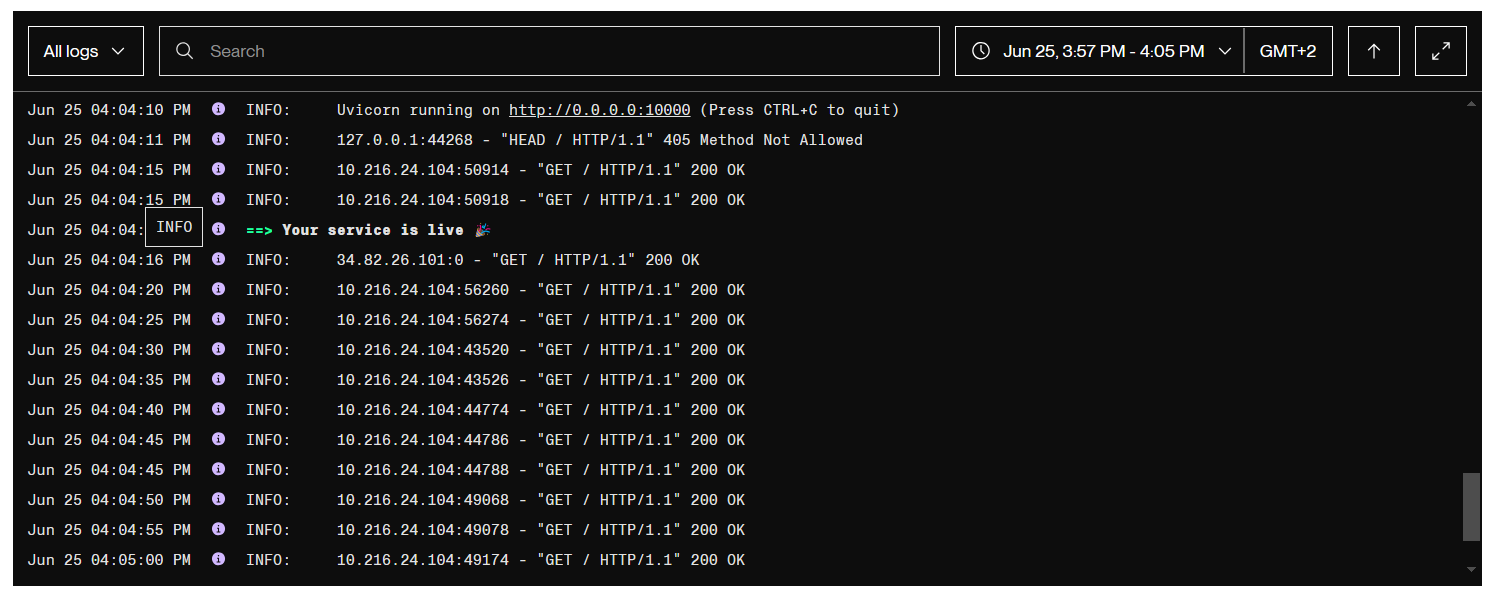 All logs Search Jun 25, 3:57 PM - 4:05 PM GMT+2
Jun 25 04:04:10 PM INFO: Uvicorn running on http://0.0.0.0:10000 (Press CTRL+C to quit)
Jun 25 04:04:11 PM INFO: 127.0.0.1:44268 - "HEAD / HTTP/1.1" 405 Method Not Allowed
Jun 25 04:04:15 PM INFO: 10.216.24.104:50914 - "GET / HTTP/1.1" 200 OK
Jun 25 04:04:15 PM INFO: 10.216.24.104:50918 - "GET / HTTP/1.1" 200 OK
Jun 25 04:04: INFO ==> Your service is live 🎉
Jun 25 04:04:16 PM INFO: 34.82.26.101:0 - "GET / HTTP/1.1" 200 OK
Jun 25 04:04:20 PM INFO: 10.216.24.104:56260 - "GET / HTTP/1.1" 200 OK
Jun 25 04:04:25 PM INFO: 10.216.24.104:56274 - "GET / HTTP/1.1" 200 OK
Jun 25 04:04:30 PM INFO: 10.216.24.104:43520 - "GET / HTTP/1.1" 200 OK
Jun 25 04:04:35 PM INFO: 10.216.24.104:43526 - "GET / HTTP/1.1" 200 OK
Jun 25 04:04:40 PM INFO: 10.216.24.104:44774 - "GET / HTTP/1.1" 200 OK
Jun 25 04:04:45 PM INFO: 10.216.24.104:44786 - "GET / HTTP/1.1" 200 OK
Jun 25 04:04:45 PM INFO: 10.216.24.104:44788 - "GET / HTTP/1.1" 200 OK
Jun 25 04:04:50 PM INFO: 10.216.24.104:49068 - "GET / HTTP/1.1" 200 OK
Jun 25 04:04:55 PM INFO: 10.216.24.104:49078 - "GET / HTTP/1.1" 200 OK
Jun 25 04:05:00 PM INFO: 10.216.24.104:49174 - "GET / HTTP/1.1" 200 OK